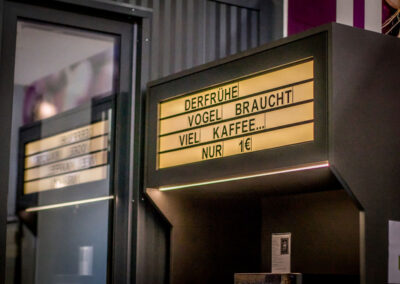 DERFRÜHE
VOGEL BRAUCHT
VIEL KAFFEE...
NUR 1€